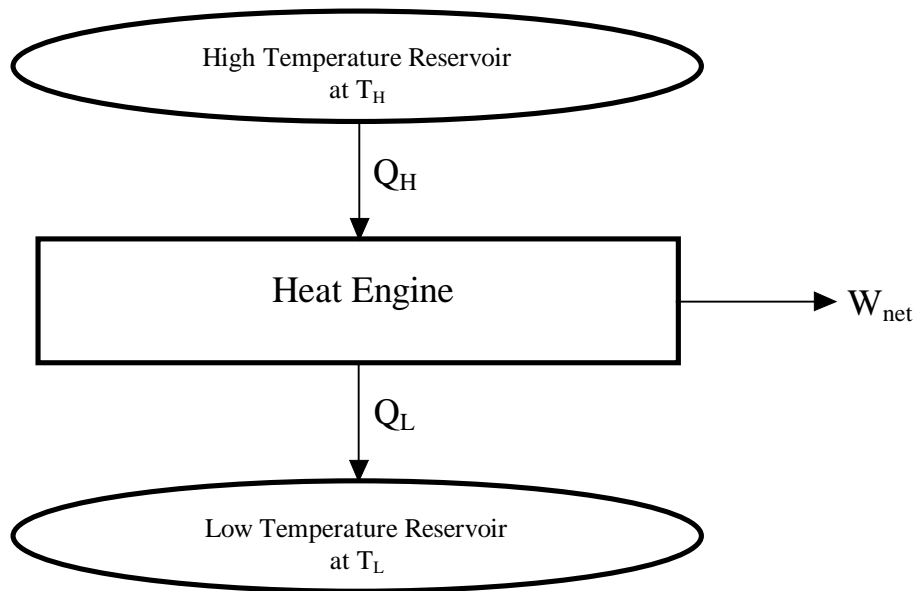 High Temperature Reservoir
at T_H
Q_H
Heat Engine
W_net
Q_L
Low Temperature Reservoir
at T_L